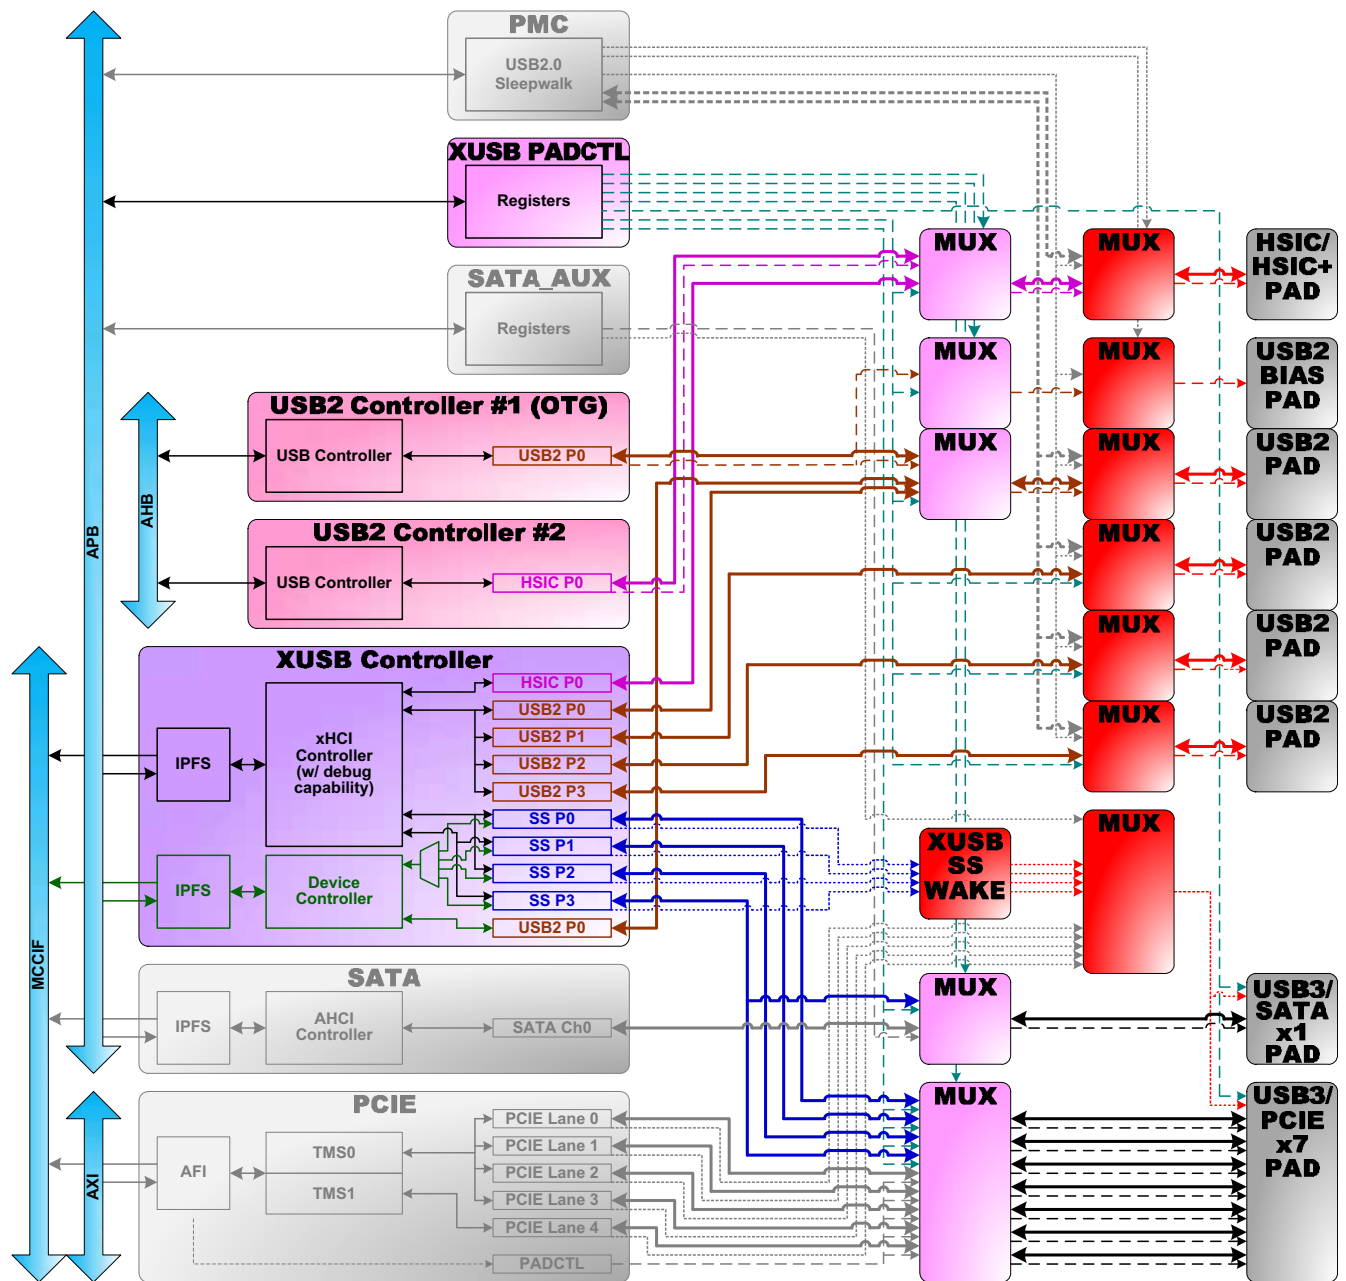 PMC
USB2.0
Sleepwalk
XUSB PADCTL
Registers
MUX
MUX
HSIC/
HSIC+
PAD
SATA_AUX
Registers
MUX
MUX
USB2
BIAS
PAD
USB2 Controller #1 (OTG)
USB Controller
USB2 P0
MUX
MUX
USB2
PAD
AHB
APB
USB2 Controller #2
USB Controller
HSIC P0
MUX
USB2
PAD
MUX
USB2
PAD
XUSB Controller
HSIC P0
USB2 P0
USB2 P1
USB2 P2
USB2 P3
IPFS
xHCI
Controller
(w/ debug
capability)
MUX
USB2
PAD
SS P0
SS P1
SS P2
SS P3
USB2 P0
IPFS
Device
Controller
XUSB
SS
WAKE
MUX
MCCIF
SATA
IPFS
AHCI
Controller
SATA Ch0
MUX
USB3/
SATA
x1
PAD
PCIE
AXI
AFI
TMS0
TMS1
PCIE Lane 0
PCIE Lane 1
PCIE Lane 2
PCIE Lane 3
PCIE Lane 4
PADCTL
MUX
USB3/
PCIE
x7
PAD